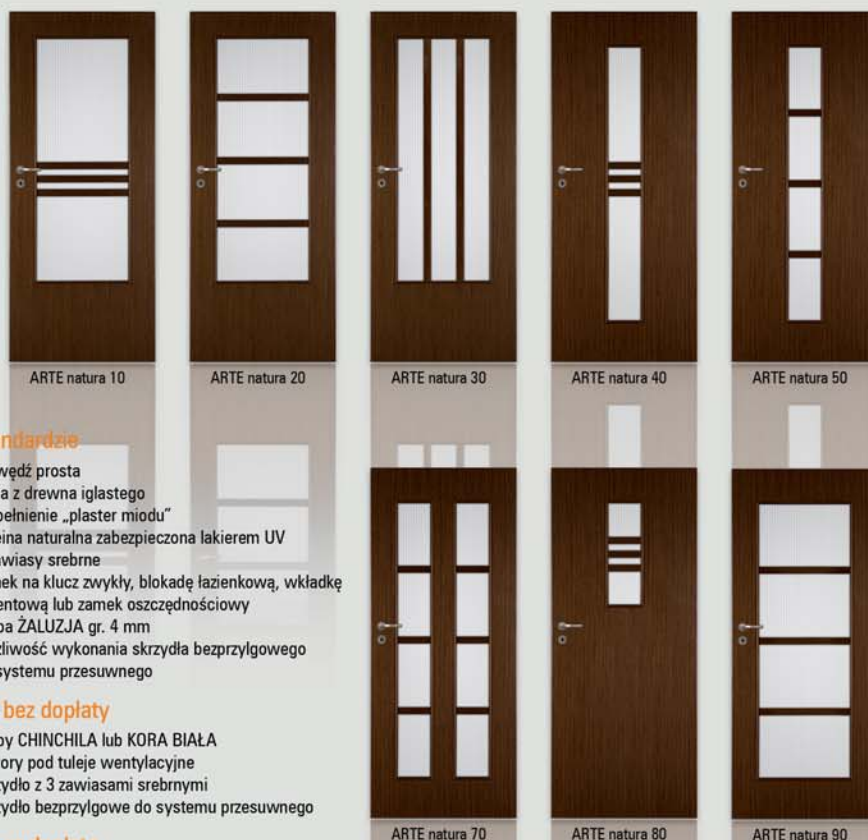 ARTE natura 10
ARTE natura 20
ARTE natura 30
ARTE natura 40
ARTE natura 50
ndardzie
wędź prosta
a z drewna iglastego
pełnienie „plaster miodu”
eina naturalna zabezpieczona lakierem UV
wiasy srebrne
ek na klucz zwykły, blokadę łazienkową, wkładkę
entową lub zamek oszczędnościowy
ba ŻALUZJA gr. 4 mm
liwość wykonania skrzydła bezprzylgowego
systemu przesuwnego
bez dopłaty
by CHINCHILA lub KORA BIAŁA
ory pod tuleje wentylacyjne
zydło z 3 zawiasami srebrnymi
zydło bezprzylgowe do systemu przesuwnego
ARTE natura 70
ARTE natura 80
ARTE natura 90